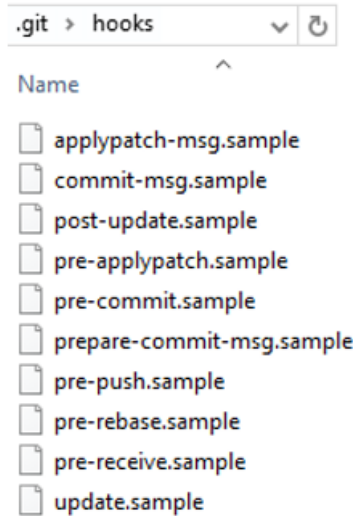 .git > hooks
Name
applypatch-msg.sample
commit-msg.sample
post-update.sample
pre-applypatch.sample
pre-commit.sample
prepare-commit-msg.sample
pre-push.sample
pre-rebase.sample
pre-receive.sample
update.sample